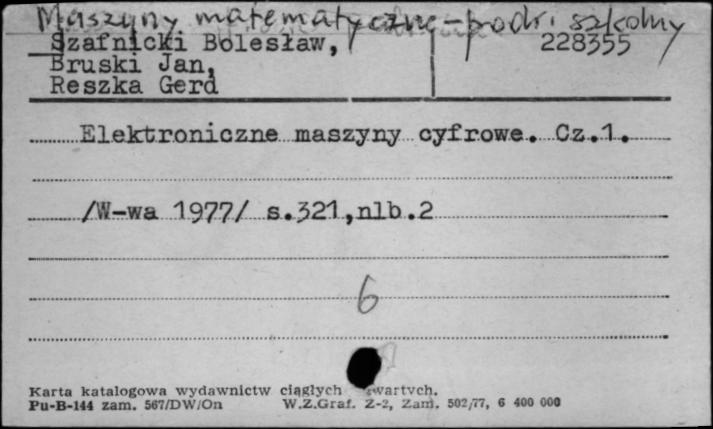 Maszyny matematyczne - podr. szkolny
Szafnicki Bolesław, 228355
Bruski Jan,
Reszka Gerd
Elektroniczne maszyny cyfrowe. Cz.1.
/W-wa 1977/ s.321,nlb.2
6
Karta katalogowa wydawnictw ciągłych
Pu-B-144 zam. 567/DW/On W.Z.Graf. Z-2, Zam. 502/77, 6 400 000